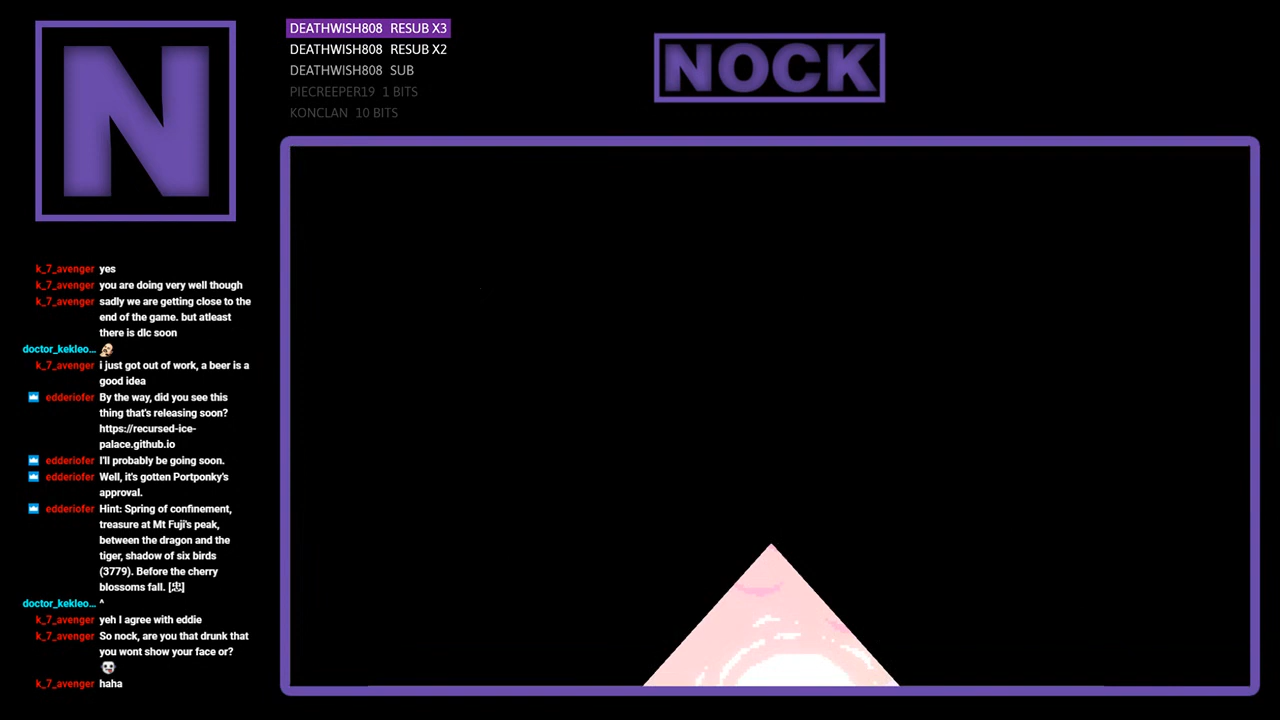 N
DEATHWISH808 RESUB X3
DEATHWISH808 RESUB X2
DEATHWISH808 SUB
PIECREEPER19 1 BITS
KONCLAN 10 BITS
NOCK
k_7_avenger yes
k_7_avenger you are doing very well though
k_7_avenger sadly we are getting close to the
end of the game. but atleast
there is dlc soon
doctor_kekleo...
k_7_avenger i just got out of work, a beer is a
good idea
edderiofer By the way, did you see this
thing that's releasing soon?
https://recursed-ice-
palace.github.io
edderiofer I'll probably be going soon.
edderiofer Well, it's gotten Portponky's
approval.
edderiofer Hint: Spring of confinement,
treasure at Mt Fuji's peak,
between the dragon and the
tiger, shadow of six birds
(3779). Before the cherry
blossoms fall. [忠]
doctor_kekleo... ^
k_7_avenger yeh I agree with eddie
k_7_avenger So nock, are you that drunk that
you wont show your face or?
k_7_avenger haha